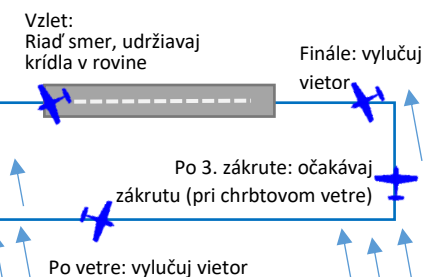 Vzlet:
Riaď smer, udržiavaj
krídla v rovine
Finále: vylučuj
vietor
Po 3. zákrute: očakávaj
zákrutu (pri chrbtovom vetre)
Po vetre: vylučuj vietor